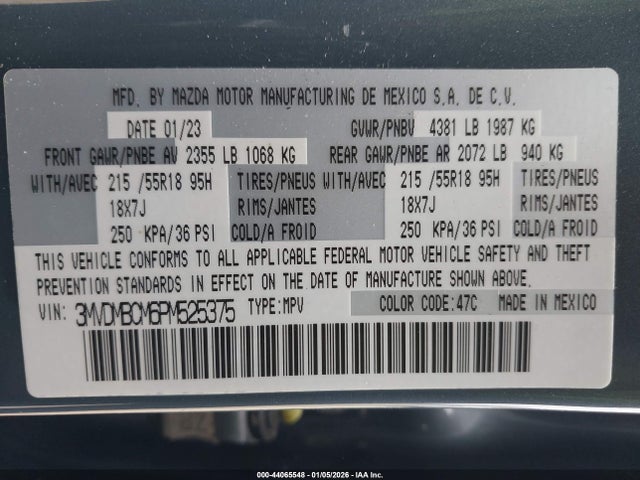 MFD. BY MAZDA MOTOR MANUFACTURING DE MEXICO S.A. DE C.V.
DATE 01/23 GVWR/PNBV 4381 LB 1987 KG
FRONT GAWR/PNBE AV 2355 LB 1068 KG REAR GAWR/PNBE AR 2072 LB 940 KG
WITH/AVEC 215 /55R18 95H TIRES/PNEUS WITH/AVEC 215 /55R18 95H TIRES/PNEUS
18X7J RIMS/JANTES 18X7J RIMS/JANTES
250 KPA/36 PSI COLD/A FROID 250 KPA/36 PSI COLD/A FROID
THIS VEHICLE CONFORMS TO ALL APPLICABLE FEDERAL MOTOR VEHICLE SAFETY AND THEFT
PREVENTION STANDARDS IN EFFECT ON THE DATE OF MANUFACTURE SHOWN ABOVE.
VIN: 3MVDMBCM6PM525375 TYPE:MPV COLOR CODE:47C MADE IN MEXICO
000-44065548 - 01/05/2026 - IAA Inc.